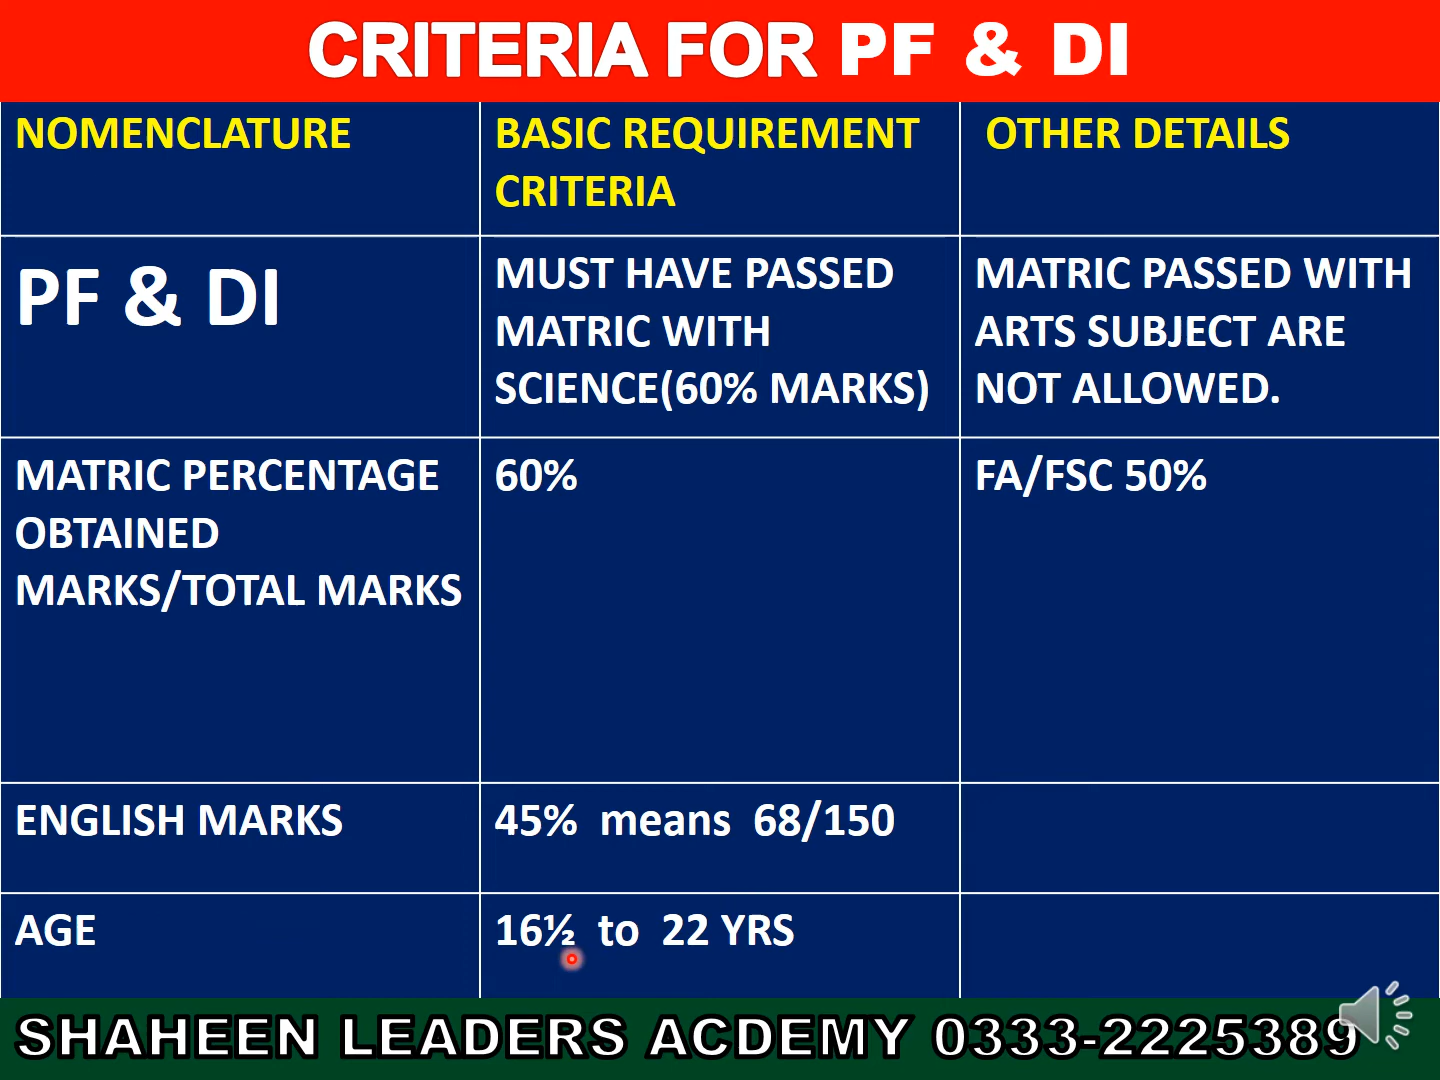 CRITERIA FOR PF & DI
NOMENCLATURE
BASIC REQUIREMENT
CRITERIA
OTHER DETAILS
PF & DI
MUST HAVE PASSED
MATRIC WITH
SCIENCE(60% MARKS)
MATRIC PASSED WITH
ARTS SUBJECT ARE
NOT ALLOWED.
MATRIC PERCENTAGE
OBTAINED
MARKS/TOTAL MARKS
60%
FA/FSC 50%
ENGLISH MARKS
45% means 68/150
AGE
16½ to 22 YRS
SHAHEEN LEADERS ACDEMY 0333-2225389